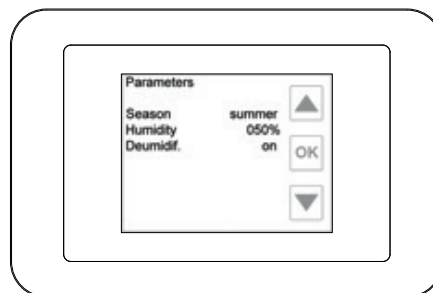 Parameters
Season summer
Humidity 050%
Deumidif. on
OK